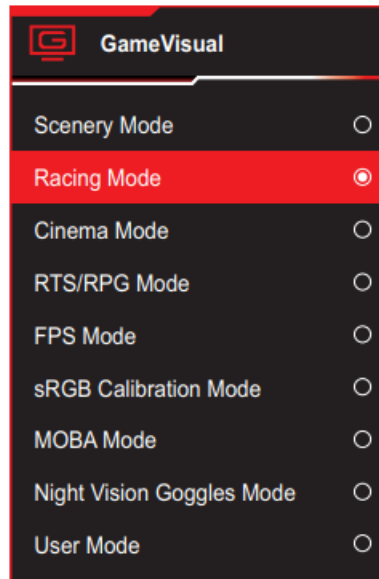 GameVisual
Scenery Mode
Racing Mode
Cinema Mode
RTS/RPG Mode
FPS Mode
sRGB Calibration Mode
MOBA Mode
Night Vision Goggles Mode
User Mode